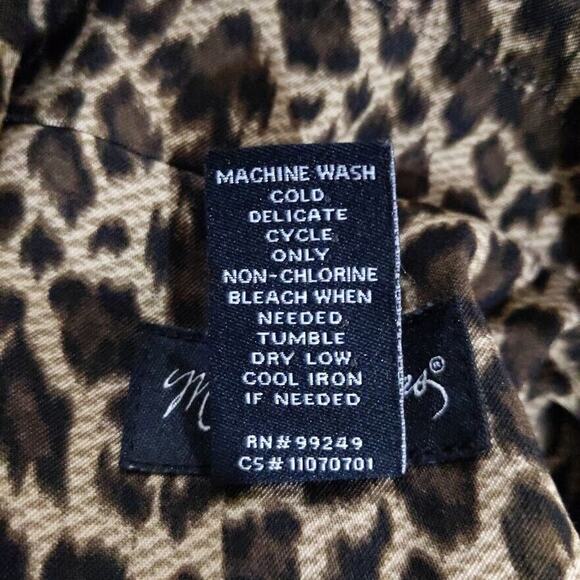 MACHINE WASH
COLD
DELICATE
CYCLE
ONLY
NON-CHLORINE
BLEACH WHEN
NEEDED
TUMBLE
DRY LOW
COOL IRON
IF NEEDED
RN# 99249
CS# 11070701